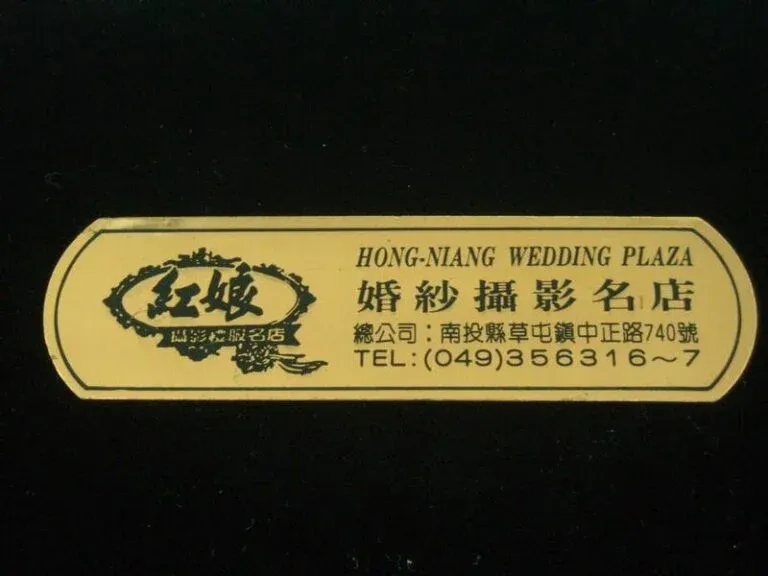 紅娘
攝影禮服名店
HONG-NIANG WEDDING PLAZA
婚紗攝影名店
總公司：南投縣草屯鎮中正路740號
TEL:(049)356316～7